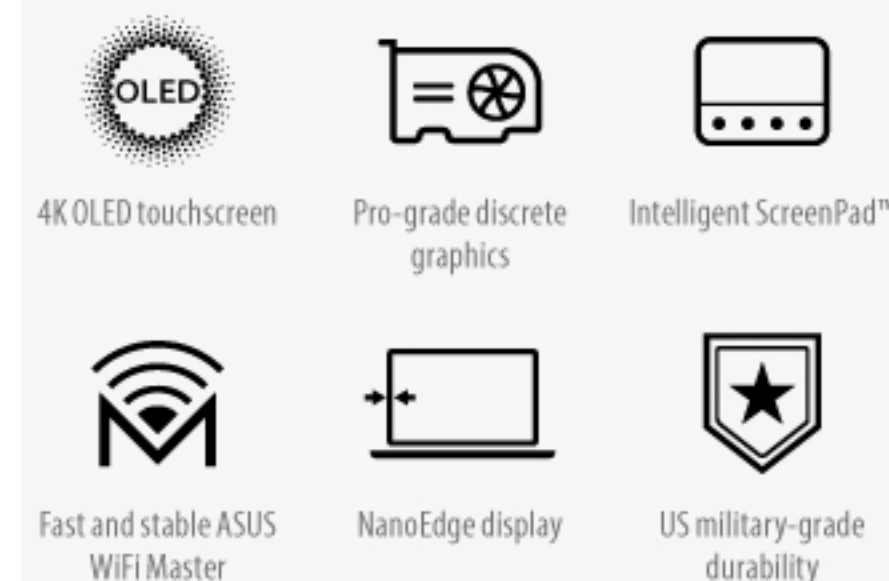 OLED
4K OLED touchscreen
Pro-grade discrete
graphics
Intelligent ScreenPad™
Fast and stable ASUS
WiFi Master
NanoEdge display
US military-grade
durability